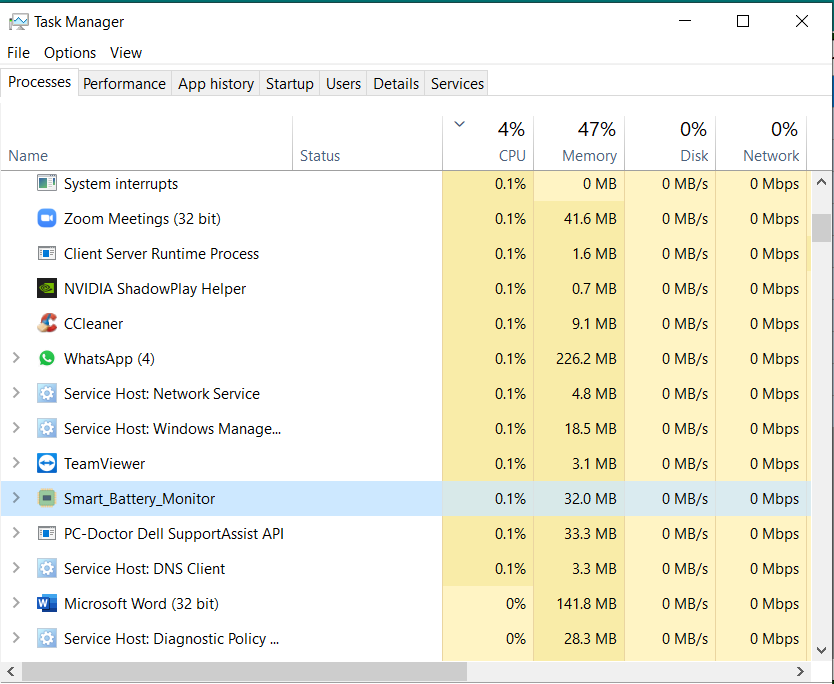 Task Manager
File Options View
Processes Performance App history Startup Users Details Services
4% 47% 0% 0%
Name Status CPU Memory Disk Network
System interrupts 0.1% 0 MB 0 MB/s 0 Mbps
Zoom Meetings (32 bit) 0.1% 41.6 MB 0 MB/s 0 Mbps
Client Server Runtime Process 0.1% 1.6 MB 0 MB/s 0 Mbps
NVIDIA ShadowPlay Helper 0.1% 0.7 MB 0 MB/s 0 Mbps
CCleaner 0.1% 9.1 MB 0 MB/s 0 Mbps
WhatsApp (4) 0.1% 226.2 MB 0 MB/s 0 Mbps
Service Host: Network Service 0.1% 4.8 MB 0 MB/s 0 Mbps
Service Host: Windows Manage... 0.1% 18.5 MB 0 MB/s 0 Mbps
TeamViewer 0.1% 3.1 MB 0 MB/s 0 Mbps
Smart_Battery_Monitor 0.1% 32.0 MB 0 MB/s 0 Mbps
PC-Doctor Dell SupportAssist API 0.1% 33.3 MB 0 MB/s 0 Mbps
Service Host: DNS Client 0.1% 3.3 MB 0 MB/s 0 Mbps
Microsoft Word (32 bit) 0% 141.8 MB 0 MB/s 0 Mbps
Service Host: Diagnostic Policy ... 0% 28.3 MB 0 MB/s 0 Mbps